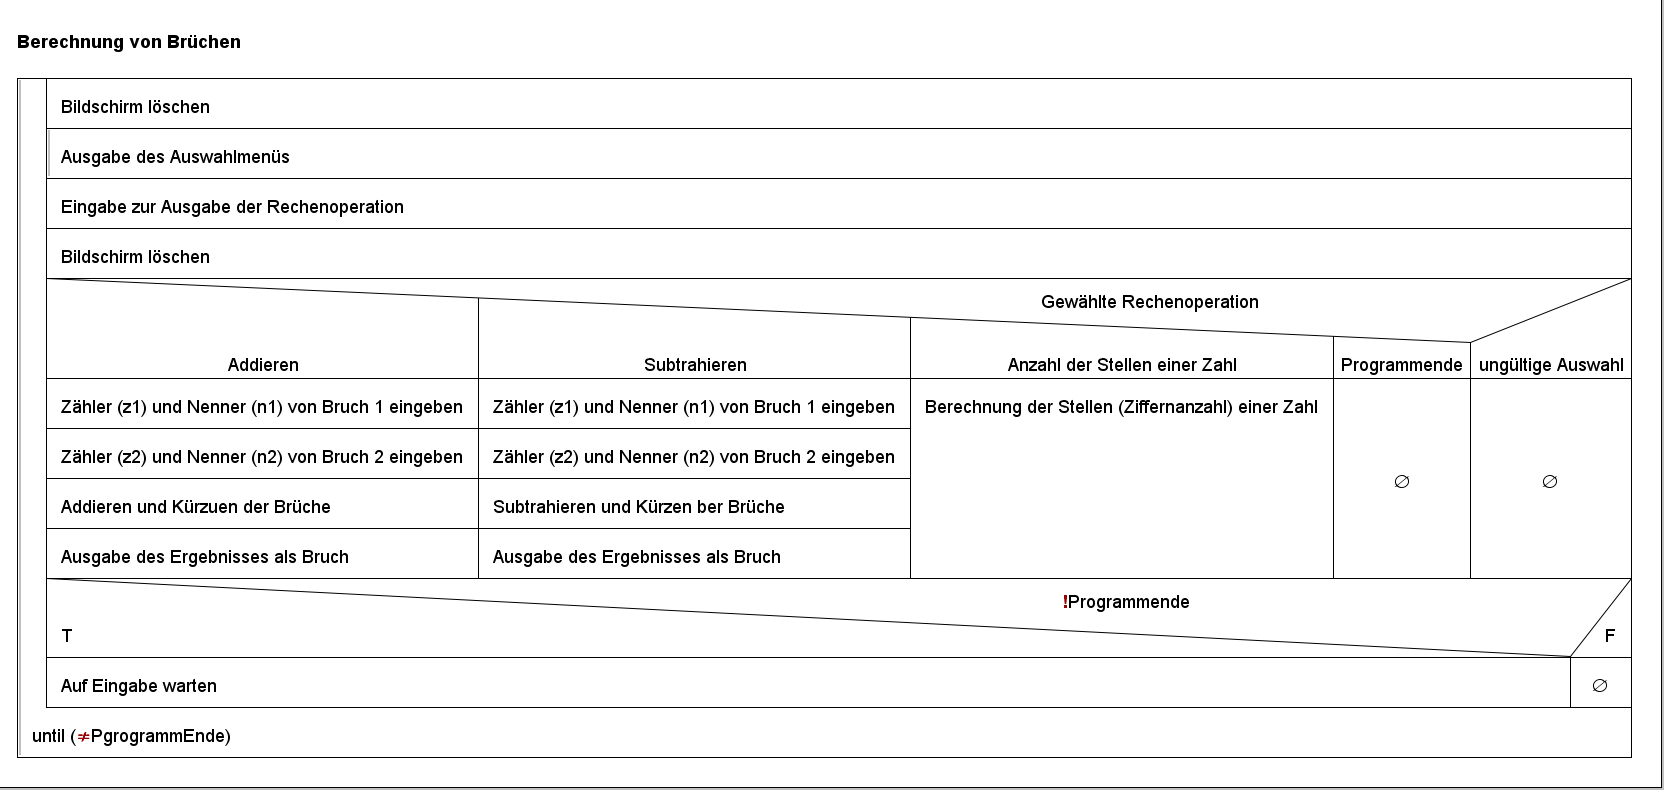 Berechnung von Brüchen
Bildschirm löschen
Ausgabe des Auswahlmenüs
Eingabe zur Ausgabe der Rechenoperation
Bildschirm löschen
Gewählte Rechenoperation
Addieren
Subtrahieren
Anzahl der Stellen einer Zahl
Programmende
ungültige Auswahl
Zähler (z1) und Nenner (n1) von Bruch 1 eingeben
Zähler (z2) und Nenner (n2) von Bruch 2 eingeben
Addieren und Kürzuen der Brüche
Ausgabe des Ergebnisses als Bruch
Zähler (z1) und Nenner (n1) von Bruch 1 eingeben
Zähler (z2) und Nenner (n2) von Bruch 2 eingeben
Subtrahieren und Kürzen ber Brüche
Ausgabe des Ergebnisses als Bruch
Berechnung der Stellen (Ziffernanzahl) einer Zahl
∅
∅
!Programmende
T
F
Auf Eingabe warten
∅
until (≠PgrogrammEnde)